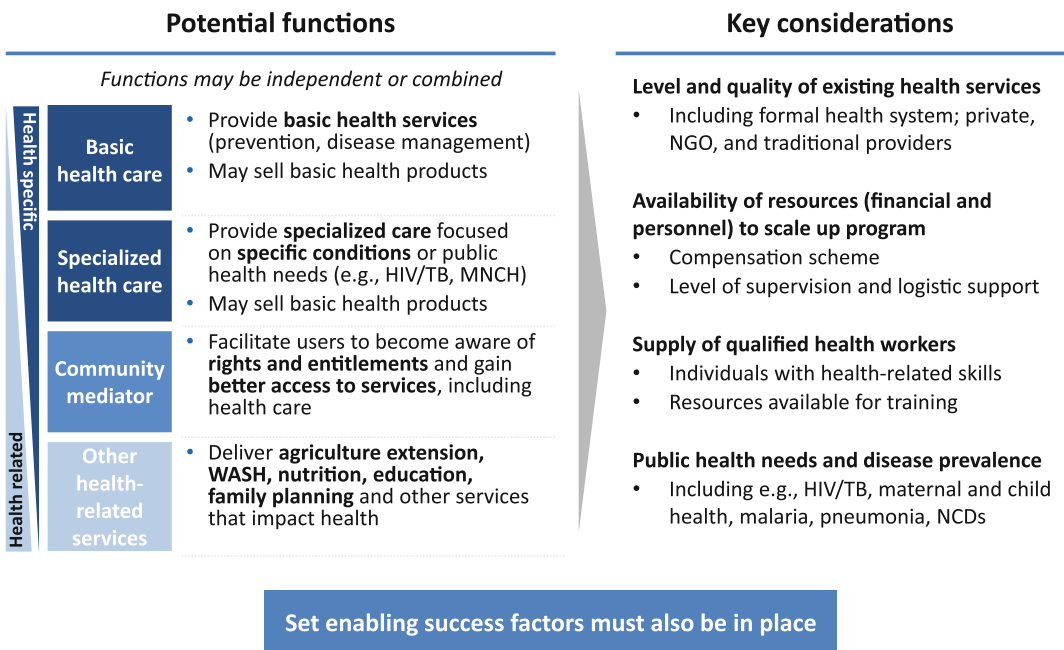 Potential functions
Functions may be independent or combined
Health specific
Health related
Basic
health care
• Provide basic health services
(prevention, disease management)
• May sell basic health products
Specialized
health care
• Provide specialized care focused
on specific conditions or public
health needs (e.g., HIV/TB, MNCH)
• May sell basic health products
Community
mediator
• Facilitate users to become aware of
rights and entitlements and gain
better access to services, including
health care
Other
health-
related
services
• Deliver agriculture extension,
WASH, nutrition, education,
family planning and other services
that impact health
Key considerations
Level and quality of existing health services
• Including formal health system; private,
NGO, and traditional providers
Availability of resources (financial and
personnel) to scale up program
• Compensation scheme
• Level of supervision and logistic support
Supply of qualified health workers
• Individuals with health-related skills
• Resources available for training
Public health needs and disease prevalence
• Including e.g., HIV/TB, maternal and child
health, malaria, pneumonia, NCDs
Set enabling success factors must also be in place